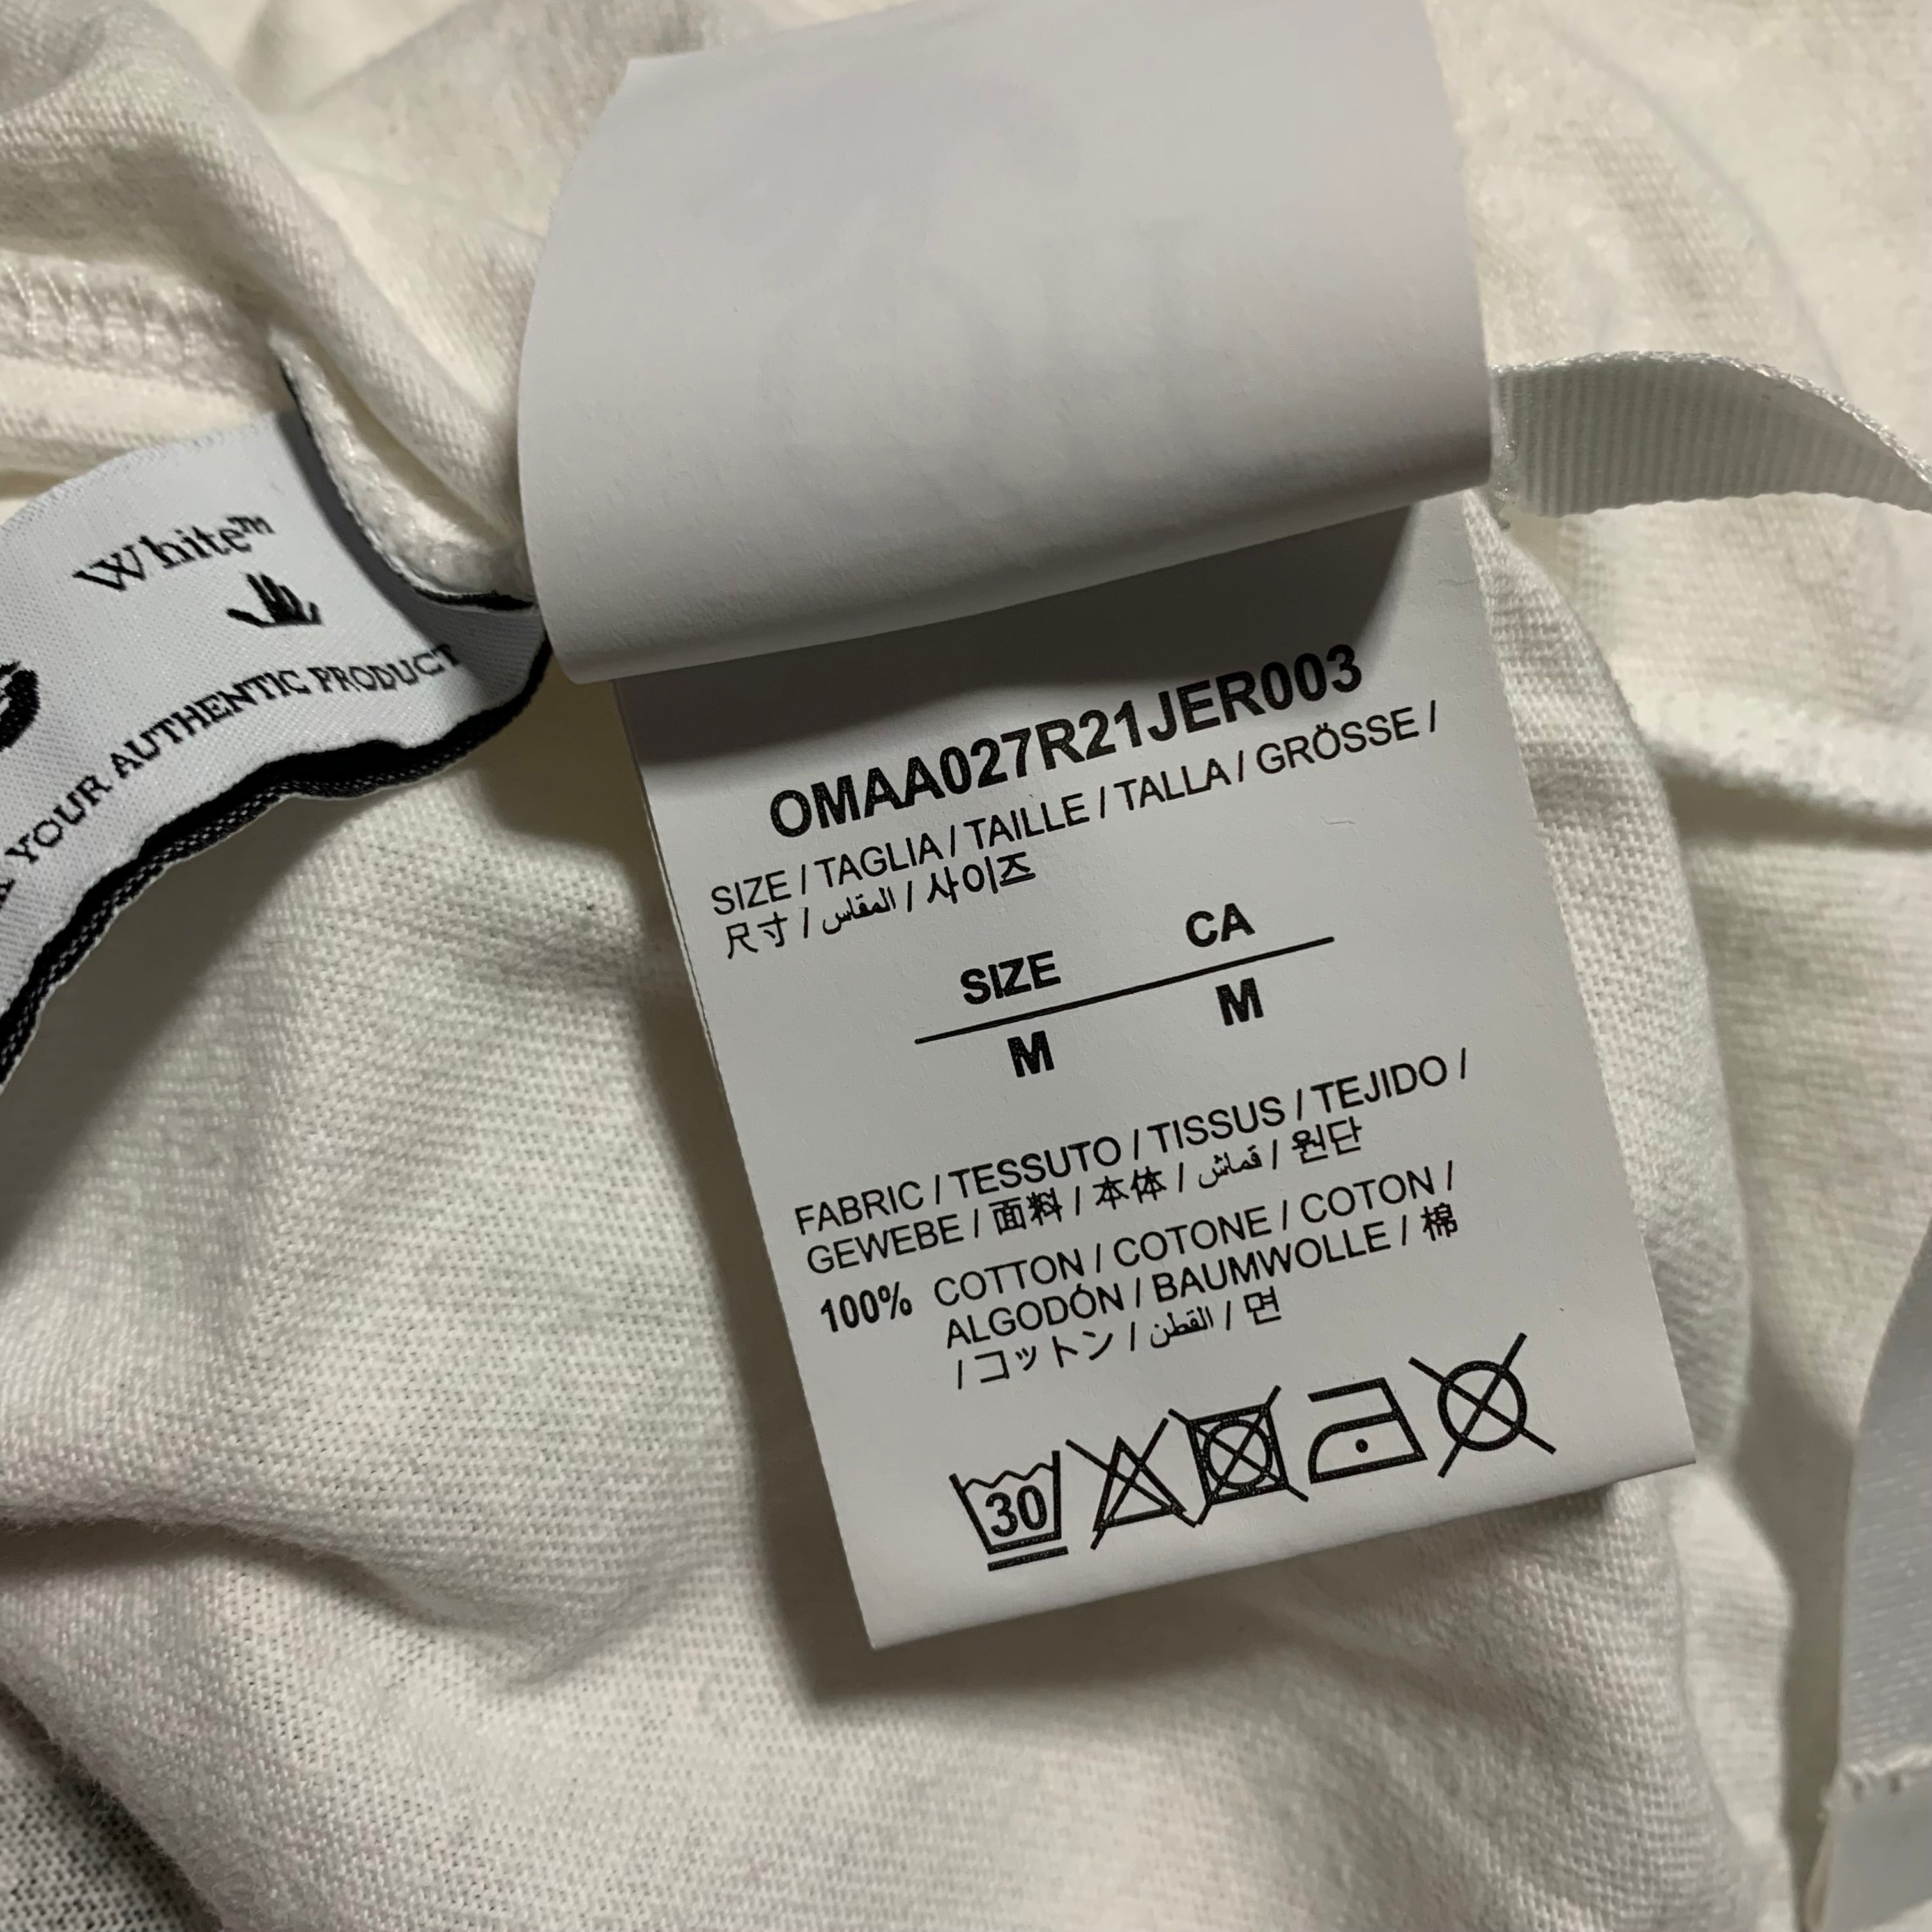 White™
YOUR AUTHENTIC PRODUCT
OMAA027R21JER003
SIZE / TAGLIA / TAILLE / TALLA / GRÖSSE /
尺寸 / المقاس / 사이즈
SIZE CA
M M
FABRIC / TESSUTO / TISSUS / TEJIDO /
GEWEBE / 面料 / 本体 / قماش / 원단
100% COTTON / COTONE / COTON /
ALGODÓN / BAUMWOLLE / 棉
/ コットン / القطن / 면
30